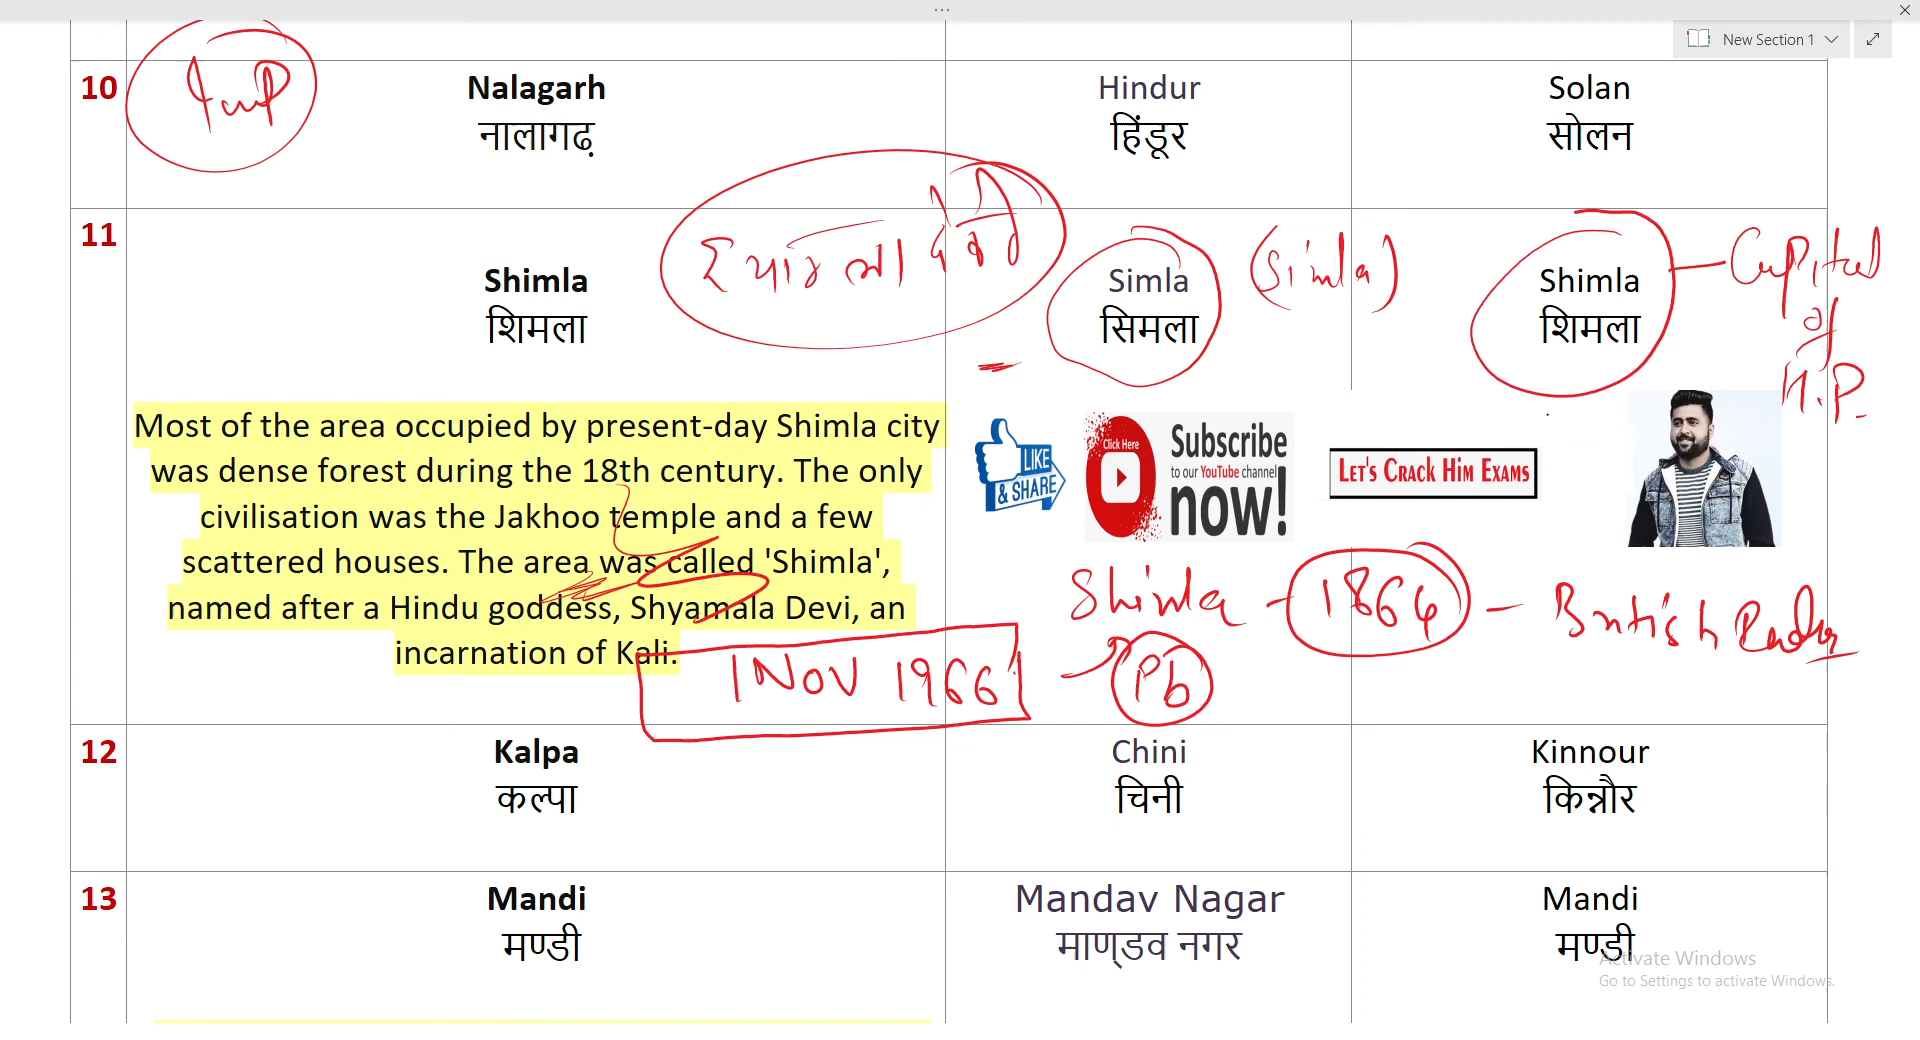 New Section 1
10
Imp
Nalagarh
नालागढ़
Hindur
हिंडूर
Solan
सोलन
11
Shimla
शिमला
श्यामला देवी
Simla
सिमला
(Simla)
Shimla
शिमला
Capital
of
H.P.
Most of the area occupied by present-day Shimla city
was dense forest during the 18th century. The only
civilisation was the Jakhoo temple and a few
scattered houses. The area was called 'Shimla',
named after a Hindu goddess, Shyamala Devi, an
incarnation of Kali.
LIKE
& SHARE
Click Here
Subscribe
to our YouTube channel
now!
LET'S CRACK HIM EXAMS
Shimla - 1864 - British
1 NOV 1966
Pb
12
Kalpa
कल्पा
Chini
चिनी
Kinnour
किन्नौर
13
Mandi
मण्डी
Mandav Nagar
माण्डव नगर
Mandi
मण्डी
Activate Windows
Go to Settings to activate Windows.